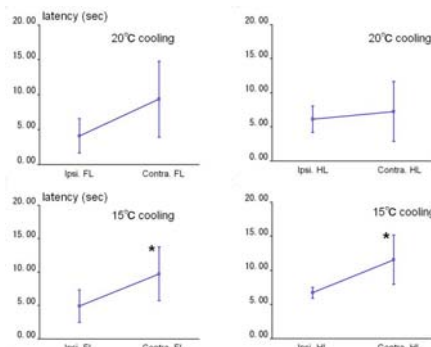 latency (sec)
20℃ cooling
20.00
15.00
10.00
5.00
0.00
Ipsi. FL
Contra. FL
20℃ cooling
20.00
15.00
10.00
5.00
0.00
Ipsi. HL
Contra. HL
latency (sec)
15℃ cooling
20.00
15.00
10.00
5.00
0.00
*
Ipsi. FL
Contra. FL
15℃ cooling
20.00
15.00
10.00
5.00
0.00
*
Ipsi. HL
Contra. HL